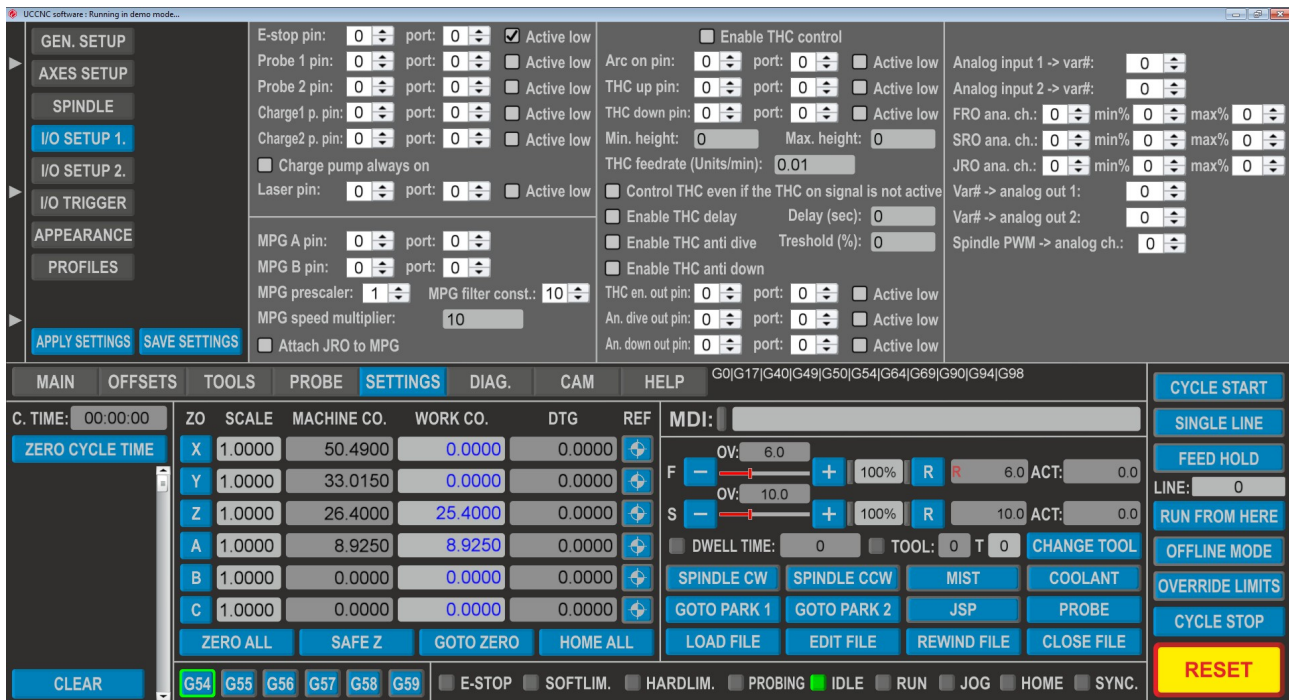 UCCNC software : Running in demo mode...
GEN. SETUP
AXES SETUP
SPINDLE
I/O SETUP 1.
I/O SETUP 2.
I/O TRIGGER
APPEARANCE
PROFILES
APPLY SETTINGS SAVE SETTINGS
E-stop pin: 0 port: 0 Active low
Probe 1 pin: 0 port: 0 Active low
Probe 2 pin: 0 port: 0 Active low
Charge1 p. pin: 0 port: 0 Active low
Charge2 p. pin: 0 port: 0 Active low
Charge pump always on
Laser pin: 0 port: 0 Active low
MPG A pin: 0 port: 0
MPG B pin: 0 port: 0
MPG prescaler: 1 MPG filter const.: 10
MPG speed multiplier: 10
Attach JRO to MPG
Enable THC control
Arc on pin: 0 port: 0 Active low
THC up pin: 0 port: 0 Active low
THC down pin: 0 port: 0 Active low
Min. height: 0 Max. height: 0
THC feedrate (Units/min): 0.01
Control THC even if the THC on signal is not active
Enable THC delay Delay (sec): 0
Enable THC anti dive Treshold (%): 0
Enable THC anti down
THC en. out pin: 0 port: 0 Active low
An. dive out pin: 0 port: 0 Active low
An. down out pin: 0 port: 0 Active low
Analog input 1 -> var#: 0
Analog input 2 -> var#: 0
FRO ana. ch.: 0 min% 0 max% 0
SRO ana. ch.: 0 min% 0 max% 0
JRO ana. ch.: 0 min% 0 max% 0
Var# -> analog out 1: 0
Var# -> analog out 2: 0
Spindle PWM -> analog ch.: 0
MAIN OFFSETS TOOLS PROBE SETTINGS DIAG. CAM HELP
G0|G17|G40|G49|G50|G54|G64|G69|G90|G94|G98
C. TIME: 00:00:00
ZERO CYCLE TIME
CLEAR
ZO SCALE MACHINE CO. WORK CO. DTG REF
X 1.0000 50.4900 0.0000 0.0000
Y 1.0000 33.0150 0.0000 0.0000
Z 1.0000 26.4000 25.4000 0.0000
A 1.0000 8.9250 8.9250 0.0000
B 1.0000 0.0000 0.0000 0.0000
C 1.0000 0.0000 0.0000 0.0000
ZERO ALL SAFE Z GOTO ZERO HOME ALL
MDI:
OV: 6.0
F − + 100% R R 6.0 ACT: 0.0
OV: 10.0
S − + 100% R 10.0 ACT: 0.0
DWELL TIME: 0 TOOL: 0 T 0 CHANGE TOOL
SPINDLE CW SPINDLE CCW MIST COOLANT
GOTO PARK 1 GOTO PARK 2 JSP PROBE
LOAD FILE EDIT FILE REWIND FILE CLOSE FILE
G54 G55 G56 G57 G58 G59 E-STOP SOFTLIM. HARDLIM. PROBING IDLE RUN JOG HOME SYNC.
CYCLE START
SINGLE LINE
FEED HOLD
LINE: 0
RUN FROM HERE
OFFLINE MODE
OVERRIDE LIMITS
CYCLE STOP
RESET